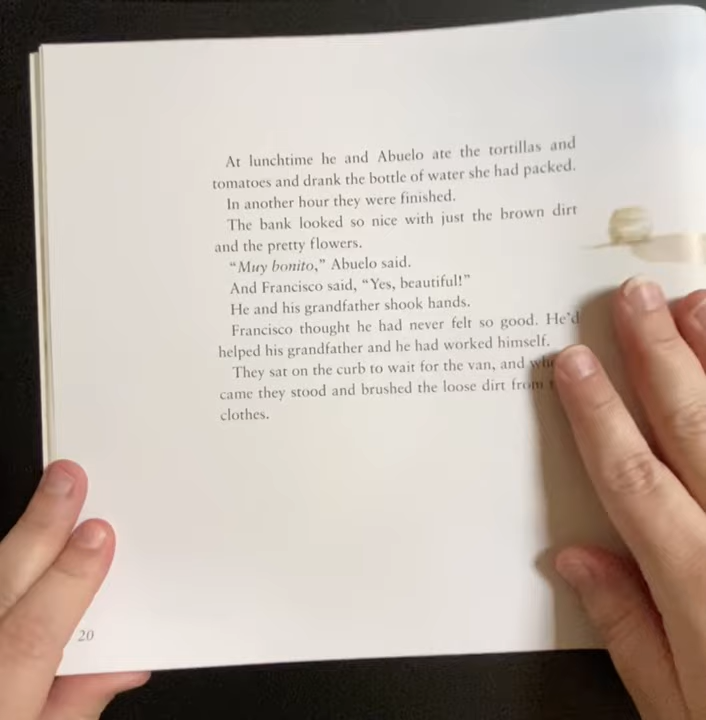 At lunchtime he and Abuelo ate the tortillas and
tomatoes and drank the bottle of water she had packed.
In another hour they were finished.
The bank looked so nice with just the brown dirt
and the pretty flowers.
“Muy bonito,” Abuelo said.
And Francisco said, “Yes, beautiful!”
He and his grandfather shook hands.
Francisco thought he had never felt so good. He’d
helped his grandfather and he had worked himself.
They sat on the curb to wait for the van, and
came they stood and brushed the loose dirt from
clothes.
20